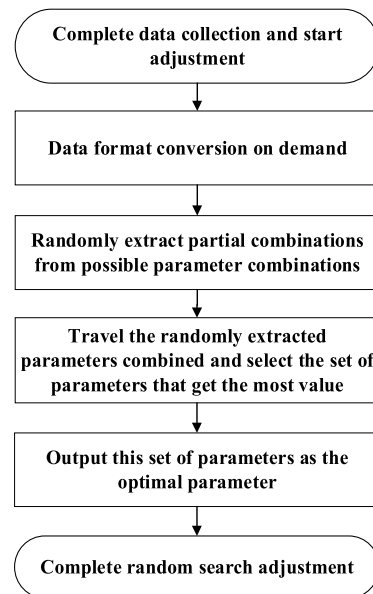 Complete data collection and start
adjustment
Data format conversion on demand
Randomly extract partial combinations
from possible parameter combinations
Travel the randomly extracted
parameters combined and select the set of
parameters that get the most value
Output this set of parameters as the
optimal parameter
Complete random search adjustment